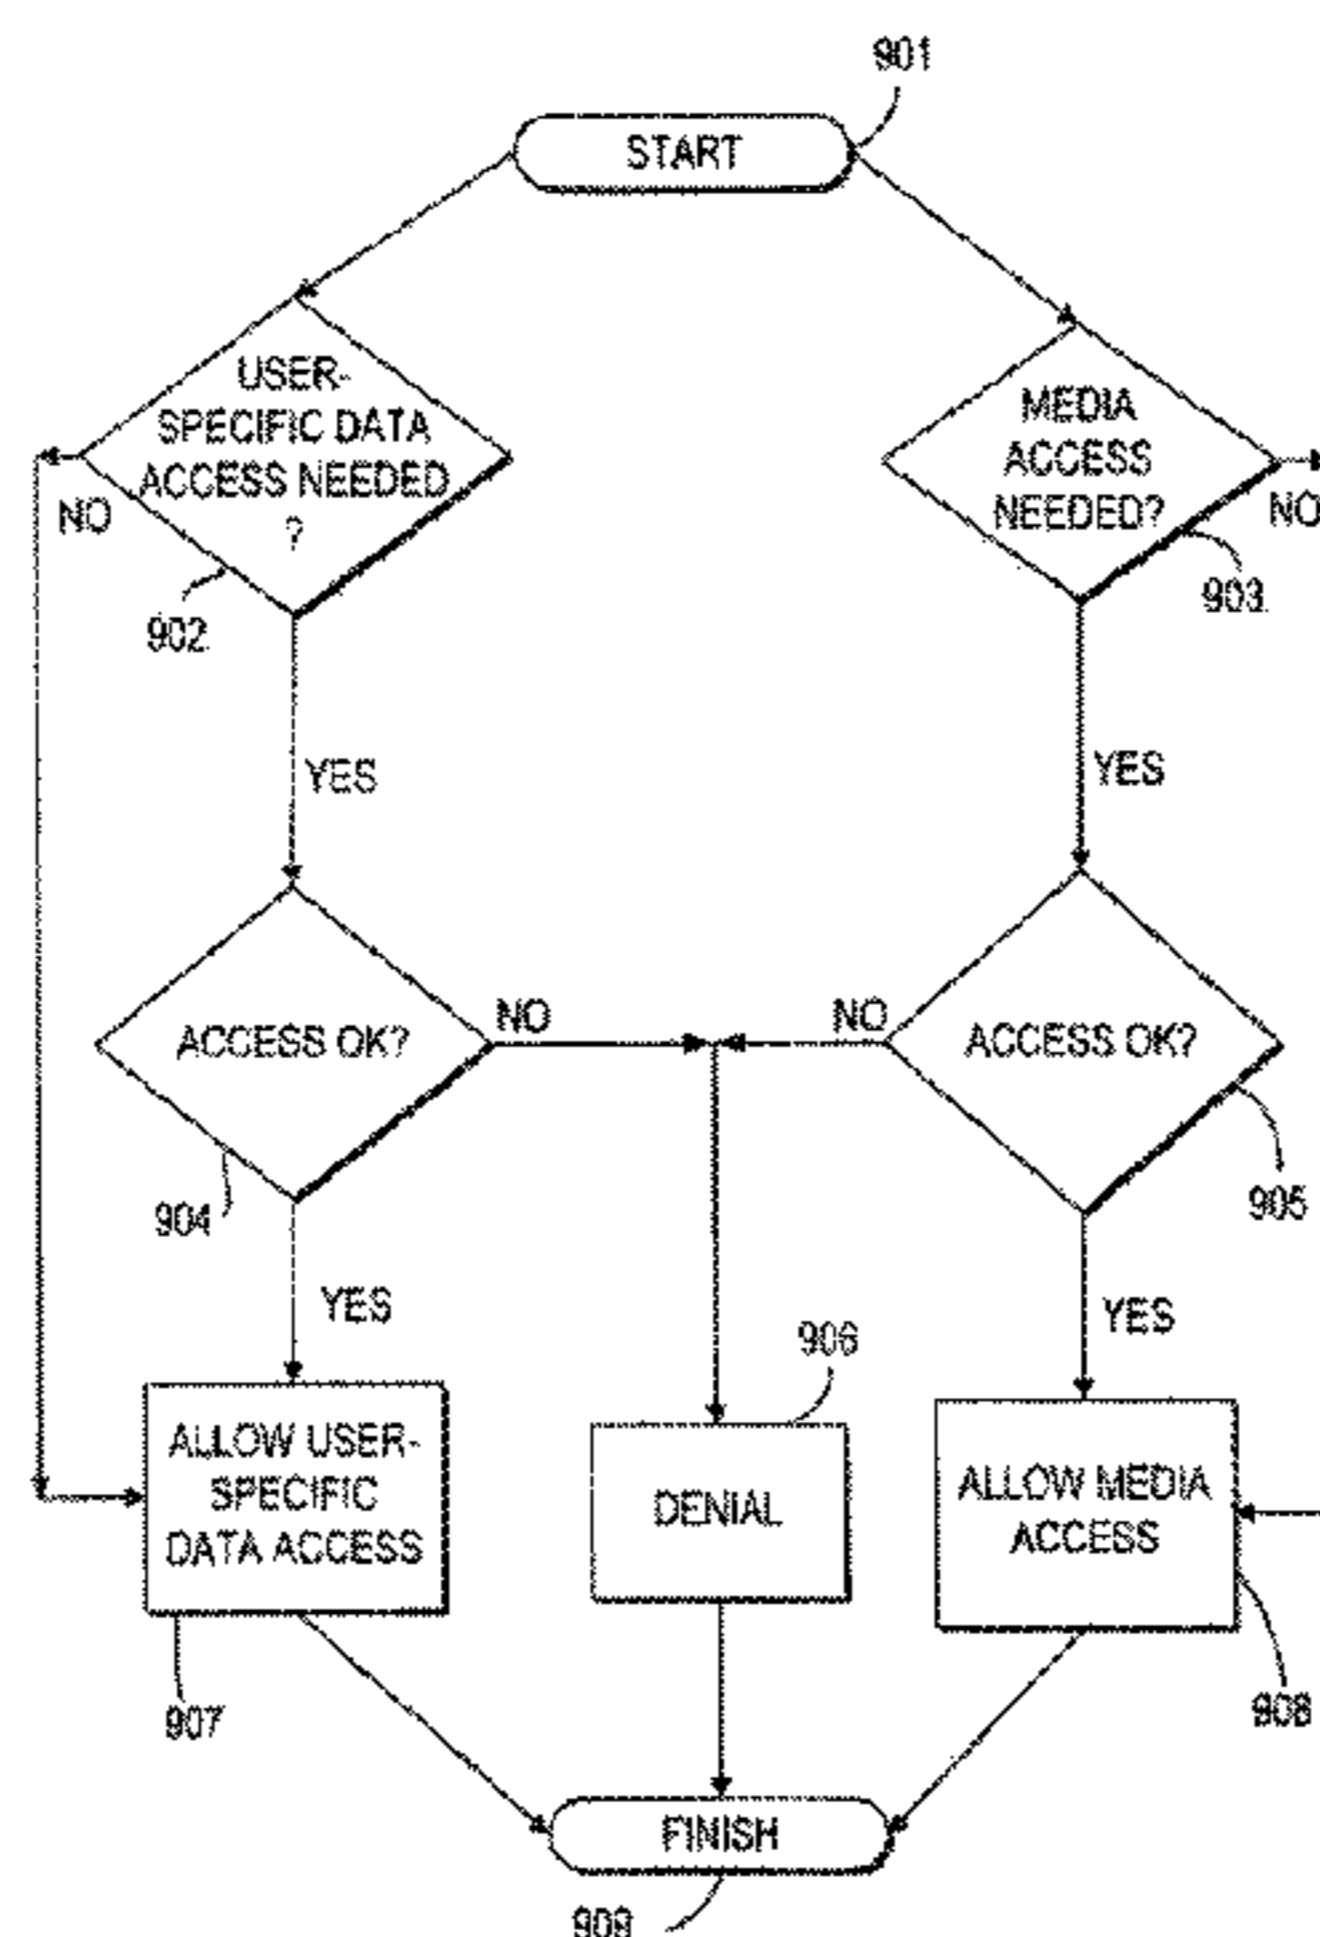 901
START
USER-
SPECIFIC DATA
ACCESS NEEDED
?
NO
902
MEDIA
ACCESS
NEEDED?
NO
903
YES
YES
ACCESS OK?
NO
NO
ACCESS OK?
904
905
YES
YES
906
ALLOW USER-
SPECIFIC
DATA ACCESS
DENIAL
ALLOW MEDIA
ACCESS
907
908
FINISH
909